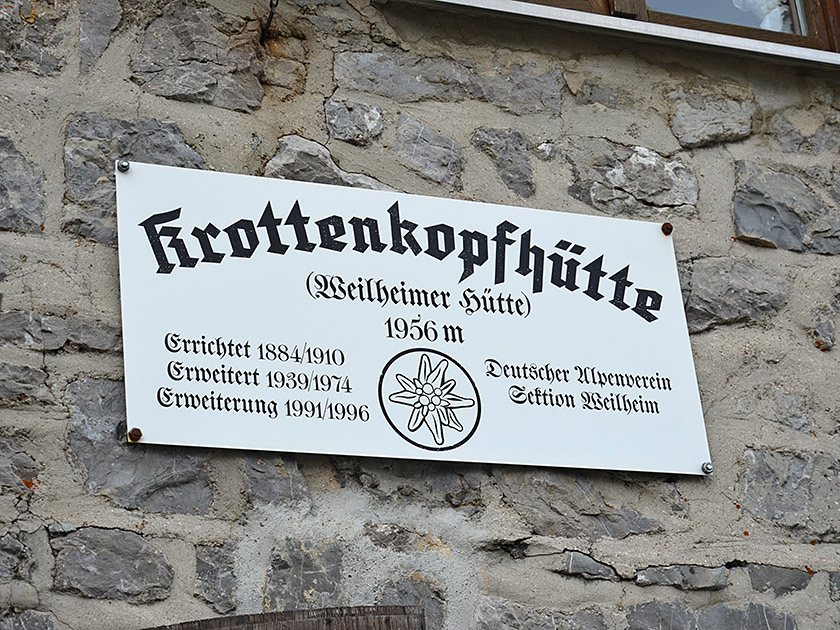 Krottenkopfhütte
(Weilheimer Hütte)
1956 m
Errichtet 1884/1910
Erweitert 1939/1974
Erweiterung 1991/1996
Deutscher Alpenverein
Sektion Weilheim